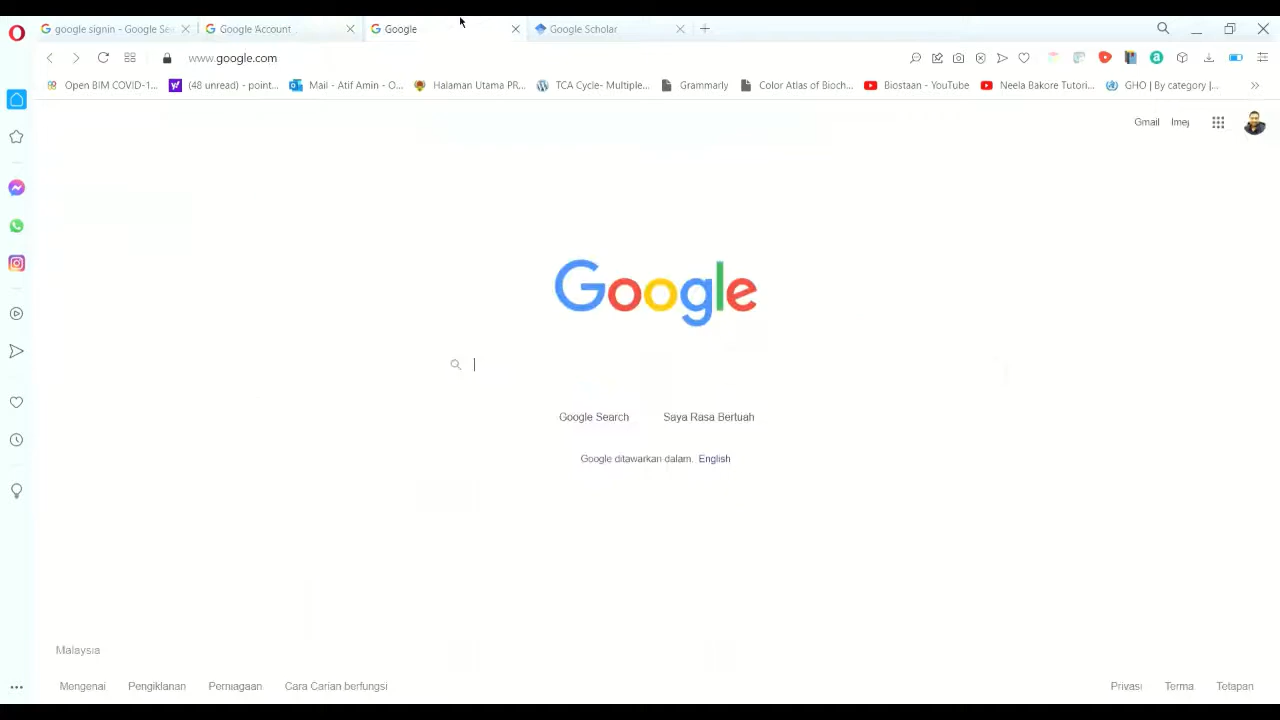 google signin - Google Se
Google Account
Google
Google Scholar
www.google.com
Open BIM COVID-1...
(48 unread) - point...
Mail - Atif Amin - O...
Halaman Utama PR...
TCA Cycle- Multiple...
Grammarly
Color Atlas of Bioch...
Biostaan - YouTube
Neela Bakore Tutori...
GHO | By category |...
Gmail Imej
Google
Google Search Saya Rasa Bertuah
Google ditawarkan dalam. English
Malaysia
Mengenai Pengiklanan Perniagaan Cara Carian berfungsi
Privasi Terma Tetapan